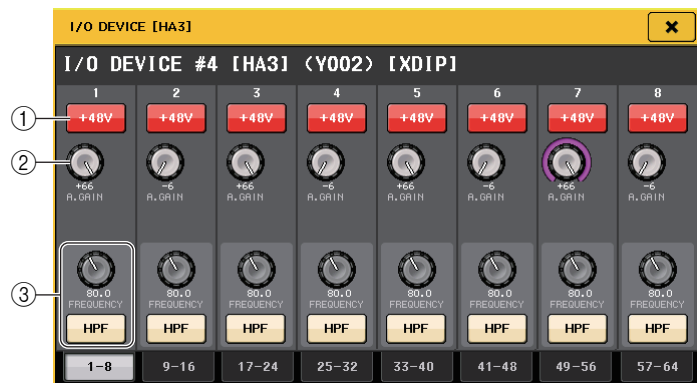 I/O DEVICE [HA3]
I/O DEVICE #4 [HA3] (Y002) [XDIP]
1 2 3 4 5 6 7 8
① +48V +48V +48V +48V +48V +48V +48V +48V
② +66 -6 +66 -6 +66 -6 +66 -6
A.GAIN A.GAIN A.GAIN A.GAIN A.GAIN A.GAIN A.GAIN A.GAIN
③ 80.0 80.0 80.0 80.0 80.0 80.0 80.0 80.0
FREQUENCY FREQUENCY FREQUENCY FREQUENCY FREQUENCY FREQUENCY FREQUENCY FREQUENCY
HPF HPF HPF HPF HPF HPF HPF HPF
1-8 9-16 17-24 25-32 33-40 41-48 49-56 57-64